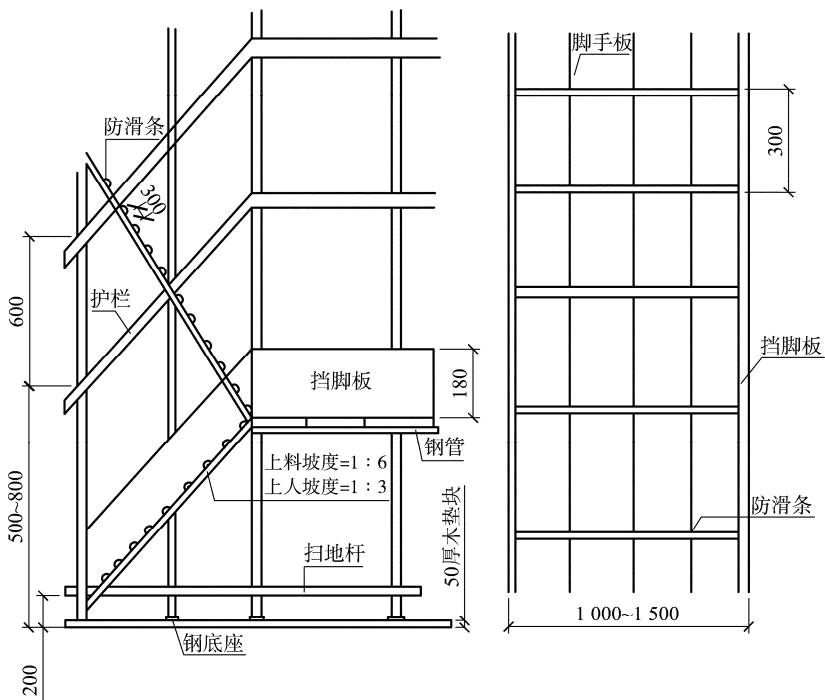 防滑条
300
600
护栏
挡脚板
180
钢管
上料坡度=1：6
上人坡度=1：3
500~800
50厚木垫块
扫地杆
钢底座
200
脚手板
300
挡脚板
防滑条
1 000~1 500